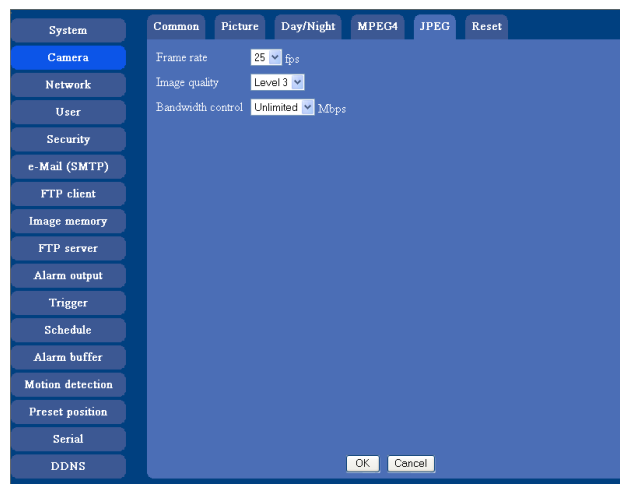 System
Camera
Network
User
Security
e-Mail (SMTP)
FTP client
Image memory
FTP server
Alarm output
Trigger
Schedule
Alarm buffer
Motion detection
Preset position
Serial
DDNS
Common Picture Day/Night MPEG4 JPEG Reset
Frame rate 25 fps
Image quality Level 3
Bandwidth control Unlimited Mbps
OK Cancel